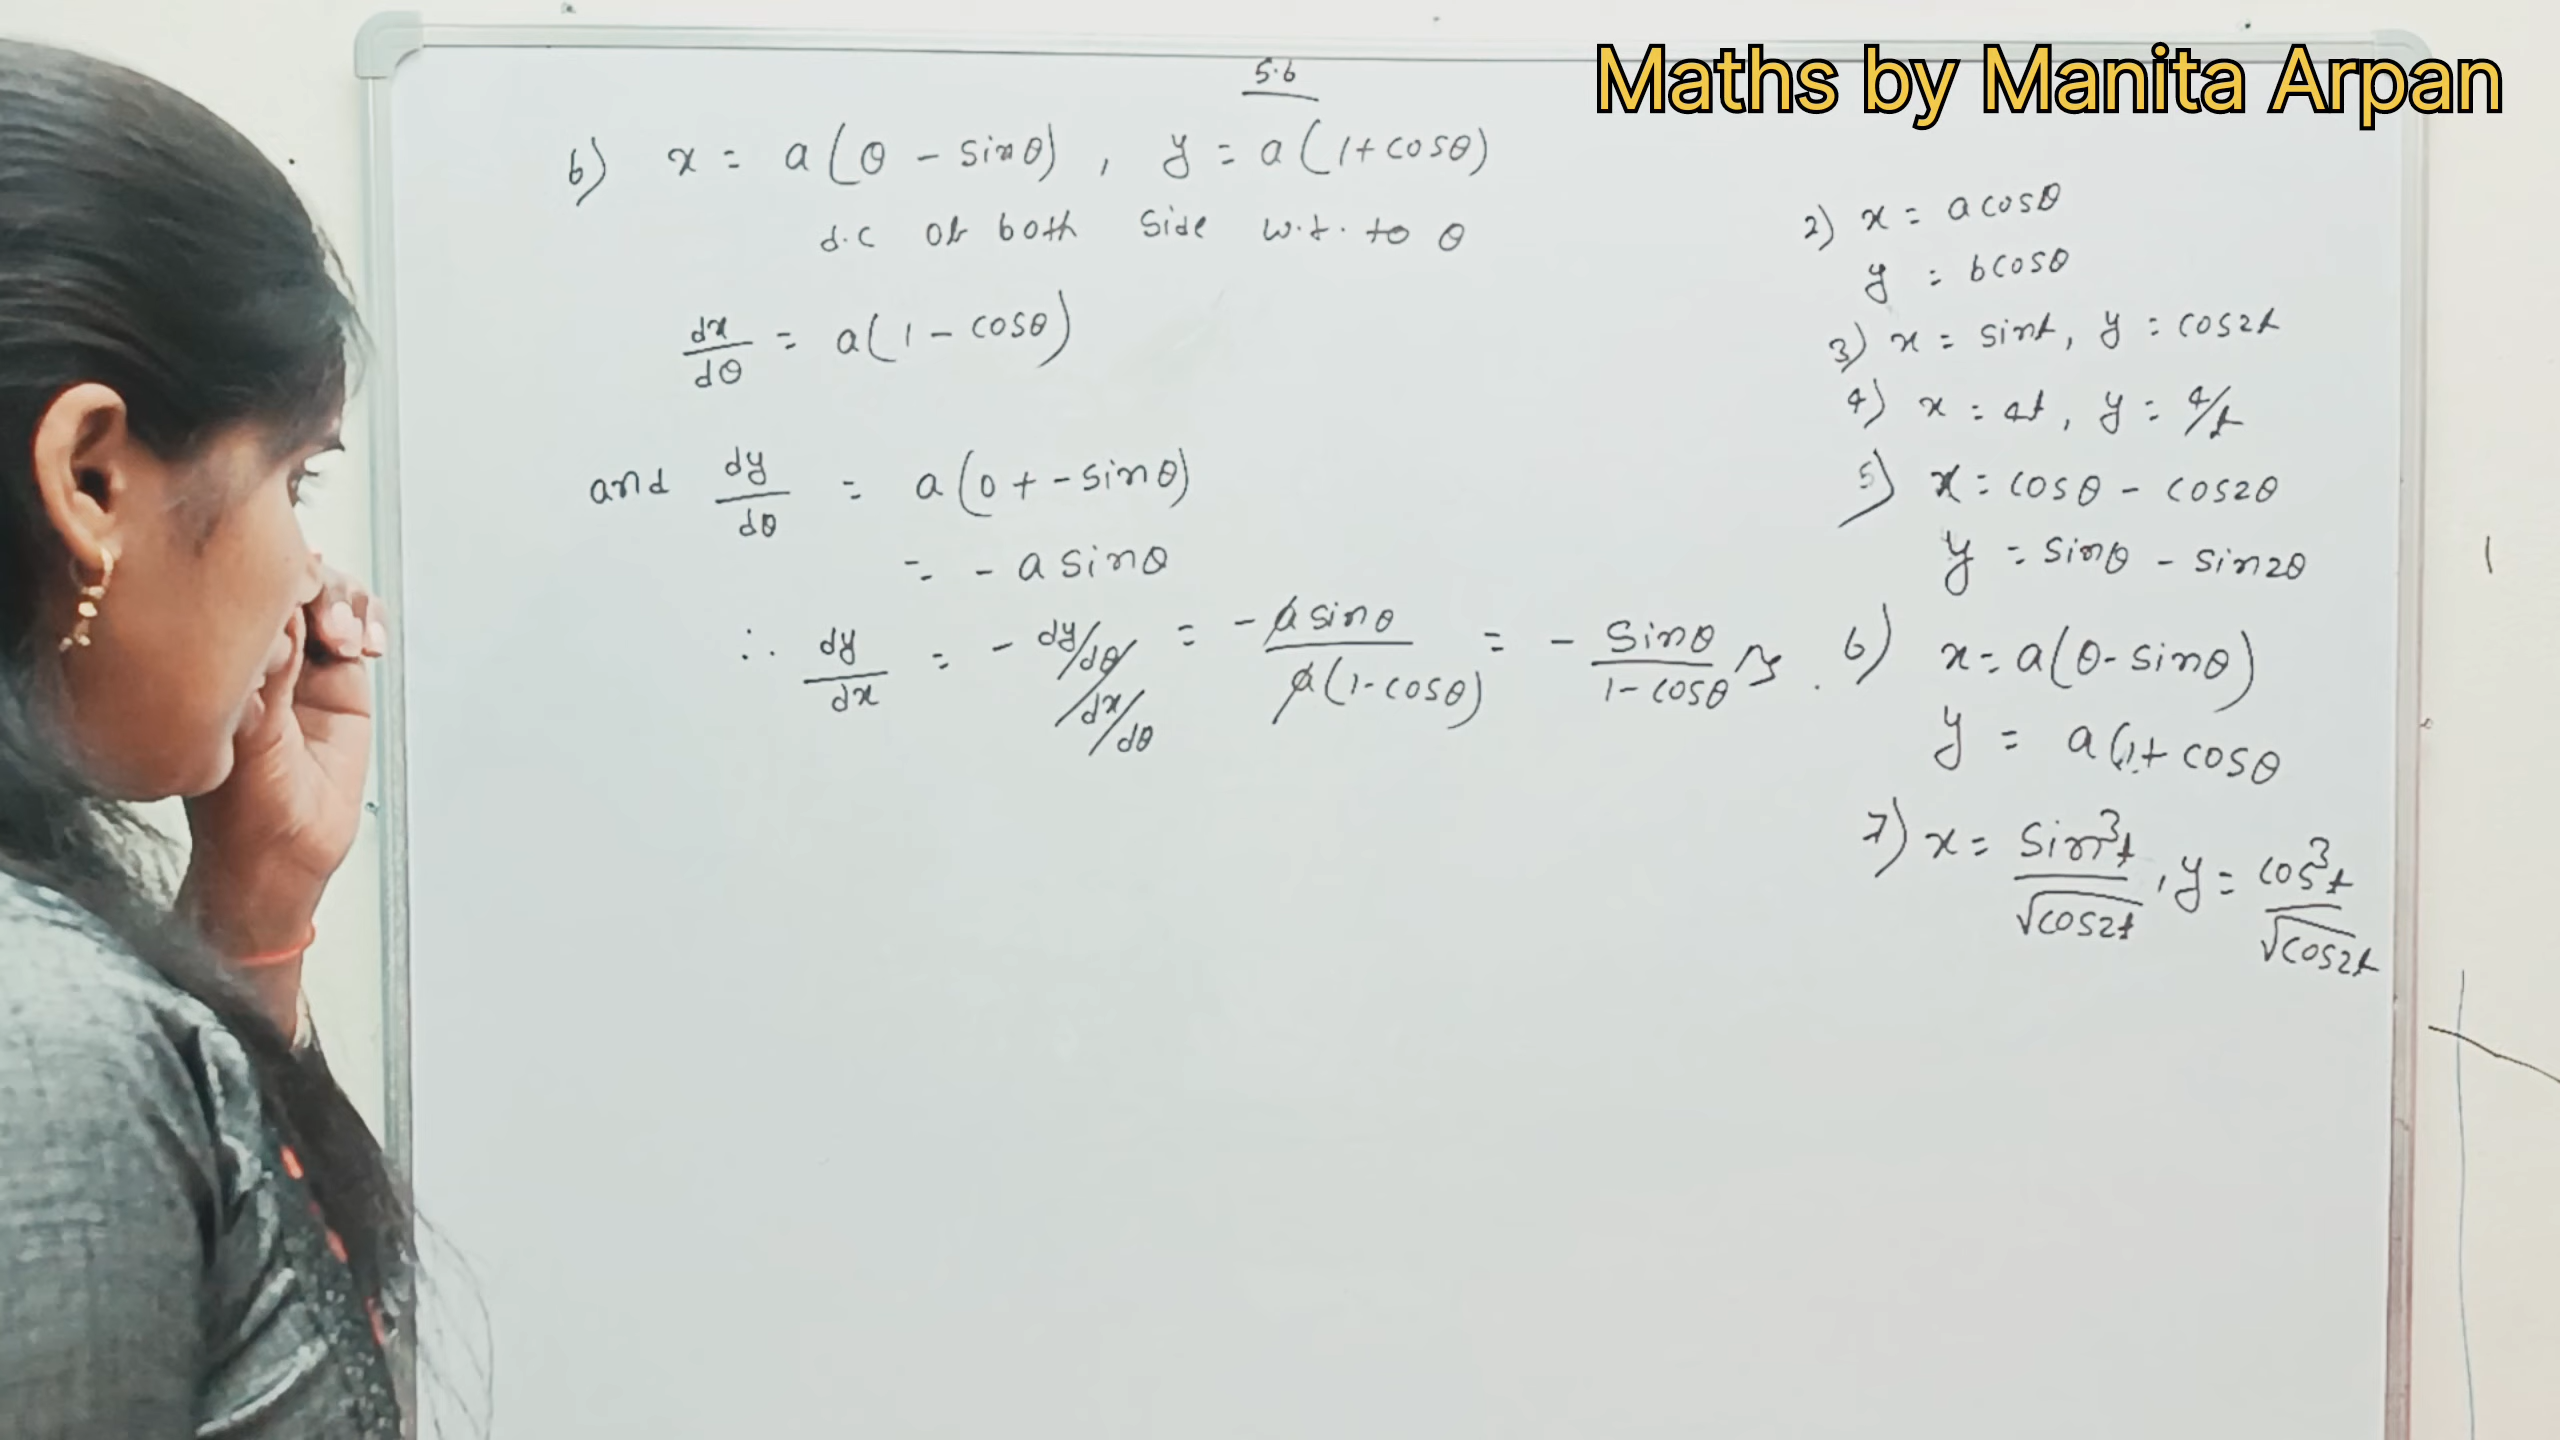 Maths by Manita Arpan
5.6
6) x = a(θ - sinθ), y = a(1+cosθ)
d.c of both side w.t. to θ
dx/dθ = a(1 - cosθ)
and dy/dθ = a(0 + - sinθ)
= - a sinθ
∴ dy/dx = - dy/dθ / dx/dθ = - a sinθ / a(1-cosθ) = - sinθ / 1-cosθ
2) x = a cosθ
y = b cosθ
3) x = sint, y = cos2t
4) x = 4t, y = 4/t
5) x = cosθ - cos2θ
y = sinθ - sin2θ
6) x = a(θ - sinθ)
y = a(1+ cosθ
7) x = sin³t / √cos2t, y = cos³t / √cos2t